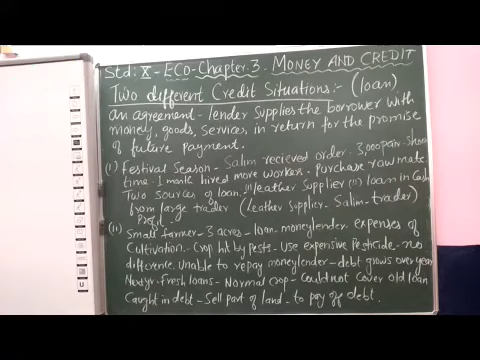 Std: X - ECO - Chapter. 3. MONEY AND CREDIT
Two different Credit Situations :- (loan)
an agreement - lender supplies the borrower with
money, goods, services, in return for the promise
of future payment.
(i) Festival Season - Salim recieved order - 3,000 pair - shoes
time - 1 month hired more worker - Purchase raw mate.
Two sources of loan. (i) leather Supplier (ii) loan in Cash
from large trader (Leather Supplier - Salim - trader)
Profit
(ii) Small farmer - 3 acres - loan - moneylender. expenses of
Cultivation - Crop hit by pests - Use expensive Pesticide - no
difference. unable to repay moneylender - debt grows over year
Next yr. fresh loans - Normal crop - Could not cover old loan
Caught in debt - Sell part of land - to pay off debt.